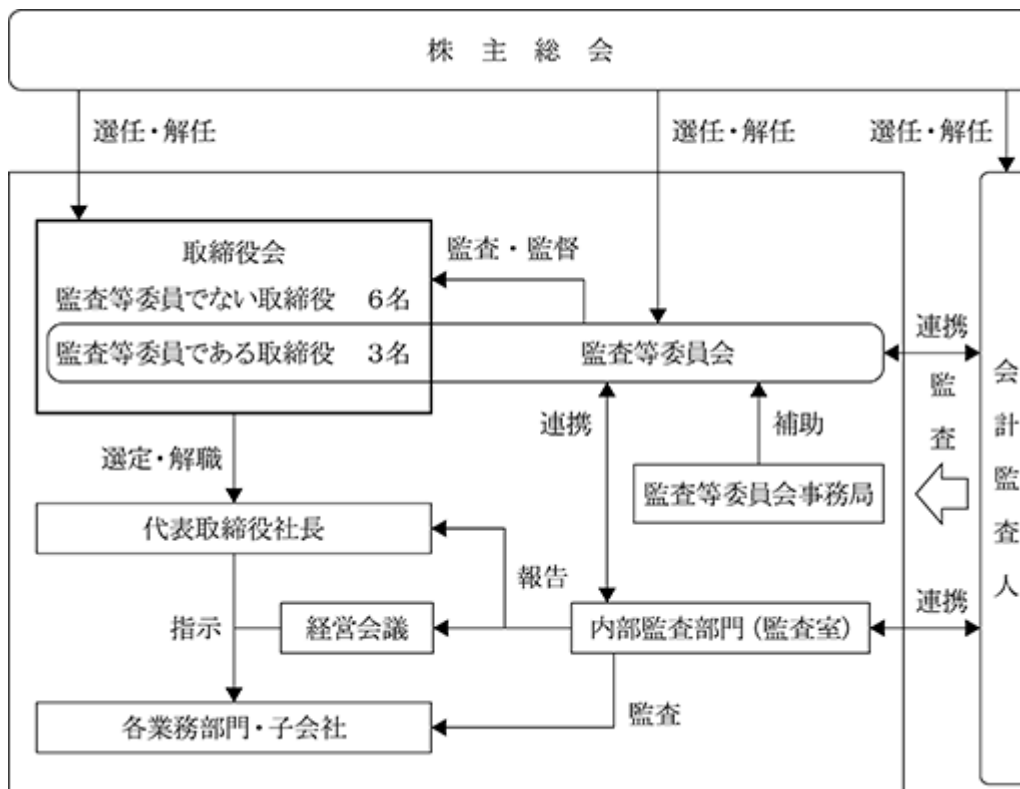 株主総会
選任・解任
選任・解任
選任・解任
取締役会
監査等委員でない取締役 6名
監査等委員である取締役 3名
監査・監督
監査等委員会
連携
監査
会計監査人
連携
補助
選定・解職
監査等委員会事務局
代表取締役社長
報告
指示
経営会議
内部監査部門(監査室)
連携
監査
各業務部門・子会社